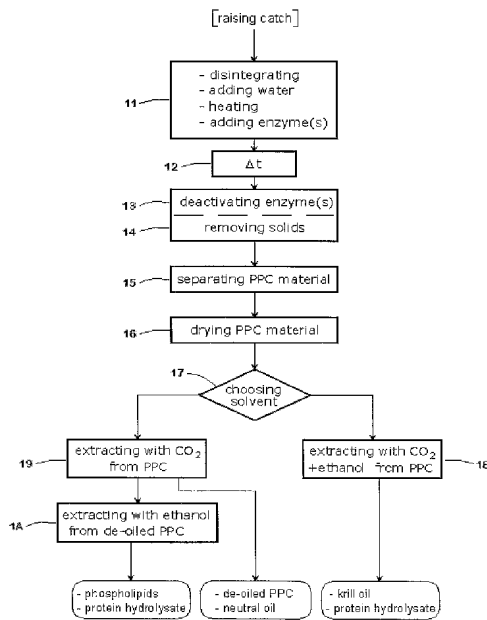 [raising catch]
11
- disintegrating
- adding water
- heating
- adding enzyme(s)
12
Δt
13
deactivating enzyme(s)
14
removing solids
15
separating PPC material
16
drying PPC material
17
choosing
solvent
19
extracting with CO2
from PPC
extracting with CO2
+ethanol from PPC
18
1A
extracting with ethanol
from de-oiled PPC
- phospholipids
- protein hydrolysate
- de-oiled PPC
- neutral oil
- krill oil
- protein hydrolysate